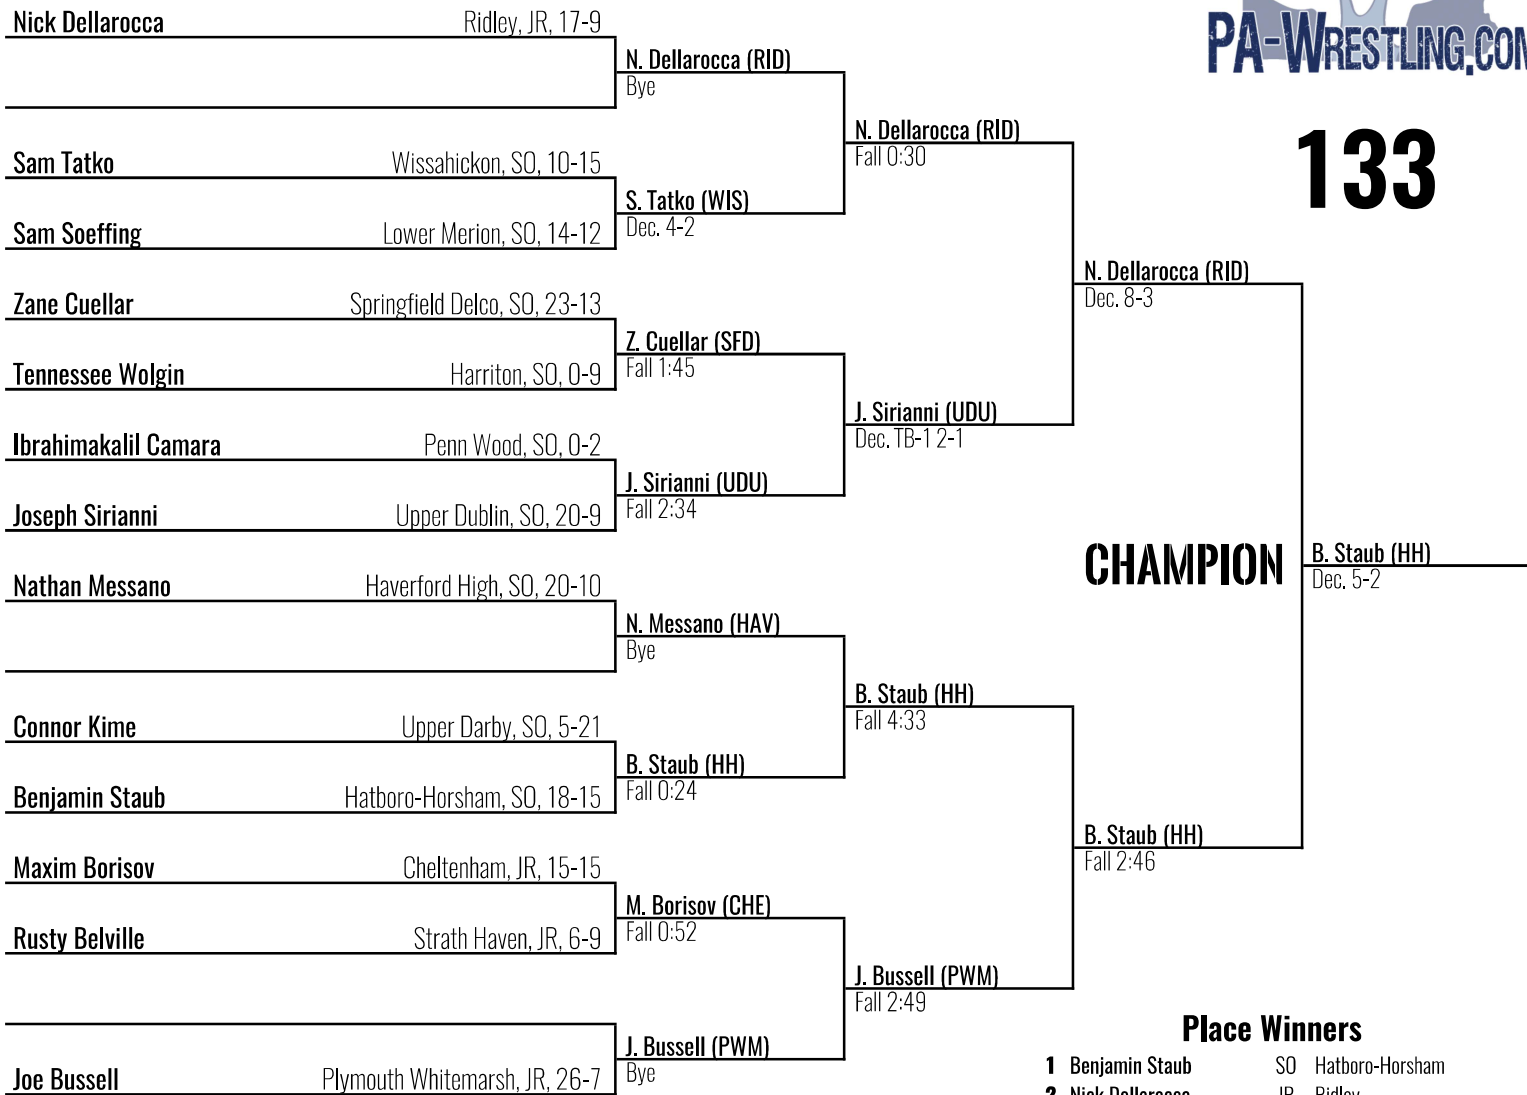 Nick Dellarocca Ridley, JR, 17-9
N. Dellarocca (RID)
Bye
Sam Tatko Wissahickon, SO, 10-15
S. Tatko (WIS)
Dec. 4-2
Sam Soeffing Lower Merion, SO, 14-12
N. Dellarocca (RID)
Fall 0:30
Zane Cuellar Springfield Delco, SO, 23-13
Z. Cuellar (SFD)
Fall 1:45
Tennessee Wolgin Harriton, SO, 0-9
Ibrahimakalil Camara Penn Wood, SO, 0-2
J. Sirianni (UDU)
Fall 2:34
Joseph Sirianni Upper Dublin, SO, 20-9
J. Sirianni (UDU)
Dec. TB-1 2-1
N. Dellarocca (RID)
Dec. 8-3
Nathan Messano Haverford High, SO, 20-10
N. Messano (HAV)
Bye
Connor Kime Upper Darby, SO, 5-21
B. Staub (HH)
Fall 0:24
Benjamin Staub Hatboro-Horsham, SO, 18-15
B. Staub (HH)
Fall 4:33
Maxim Borisov Cheltenham, JR, 15-15
M. Borisov (CHE)
Fall 0:52
Rusty Belville Strath Haven, JR, 6-9
J. Bussell (PWM)
Bye
Joe Bussell Plymouth Whitemarsh, JR, 26-7
J. Bussell (PWM)
Fall 2:49
B. Staub (HH)
Fall 2:46
CHAMPION
B. Staub (HH)
Dec. 5-2
PA-WRESTLING.COM
133
Place Winners
1 Benjamin Staub SO Hatboro-Horsham
2 Nick Dellarocca JR Ridley